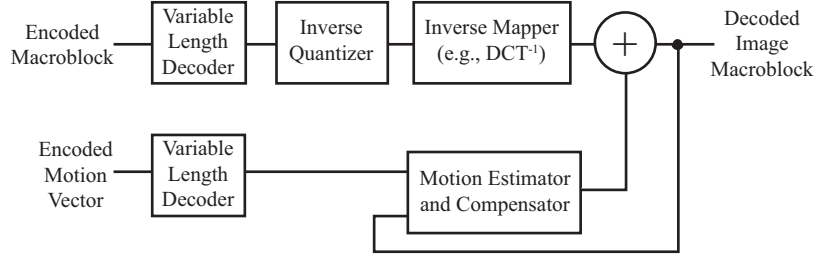 Encoded
Macroblock
Variable
Length
Decoder
Inverse
Quantizer
Inverse Mapper
(e.g., DCT-1)
+
Decoded
Image
Macroblock
Encoded
Motion
Vector
Variable
Length
Decoder
Motion Estimator
and Compensator